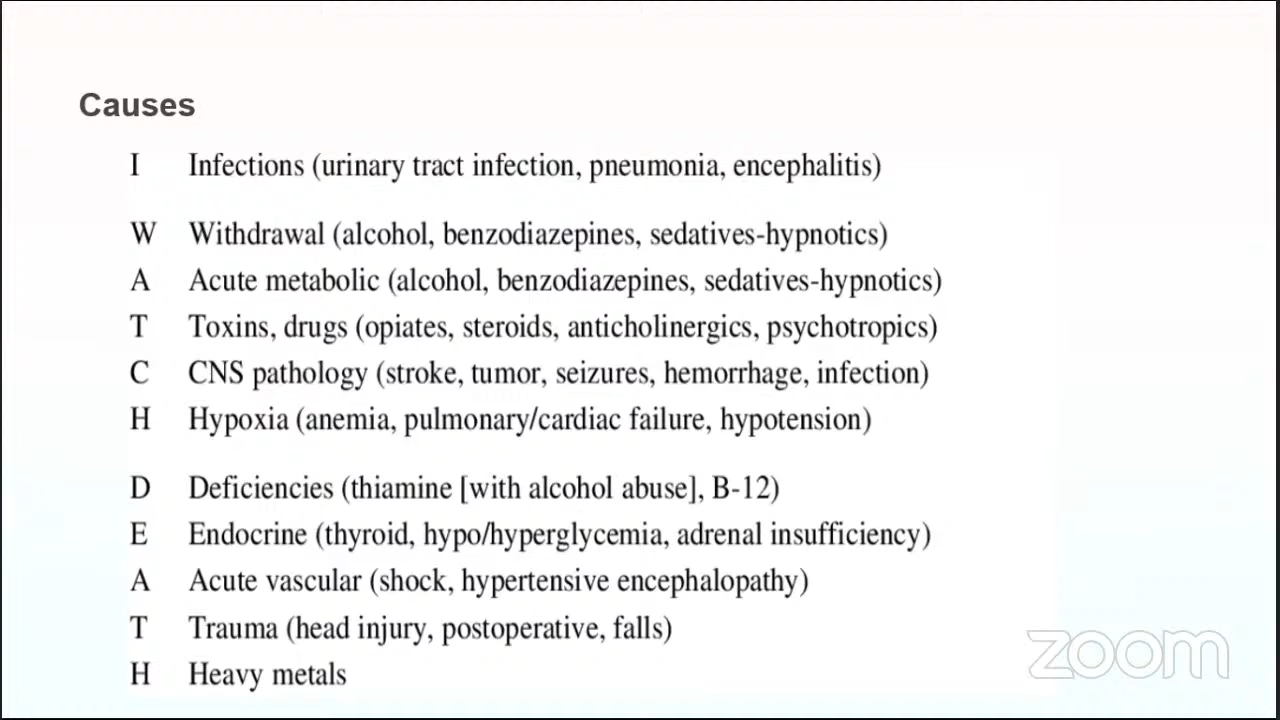 Causes
I Infections (urinary tract infection, pneumonia, encephalitis)
W Withdrawal (alcohol, benzodiazepines, sedatives-hypnotics)
A Acute metabolic (alcohol, benzodiazepines, sedatives-hypnotics)
T Toxins, drugs (opiates, steroids, anticholinergics, psychotropics)
C CNS pathology (stroke, tumor, seizures, hemorrhage, infection)
H Hypoxia (anemia, pulmonary/cardiac failure, hypotension)
D Deficiencies (thiamine [with alcohol abuse], B-12)
E Endocrine (thyroid, hypo/hyperglycemia, adrenal insufficiency)
A Acute vascular (shock, hypertensive encephalopathy)
T Trauma (head injury, postoperative, falls)
H Heavy metals
zoom